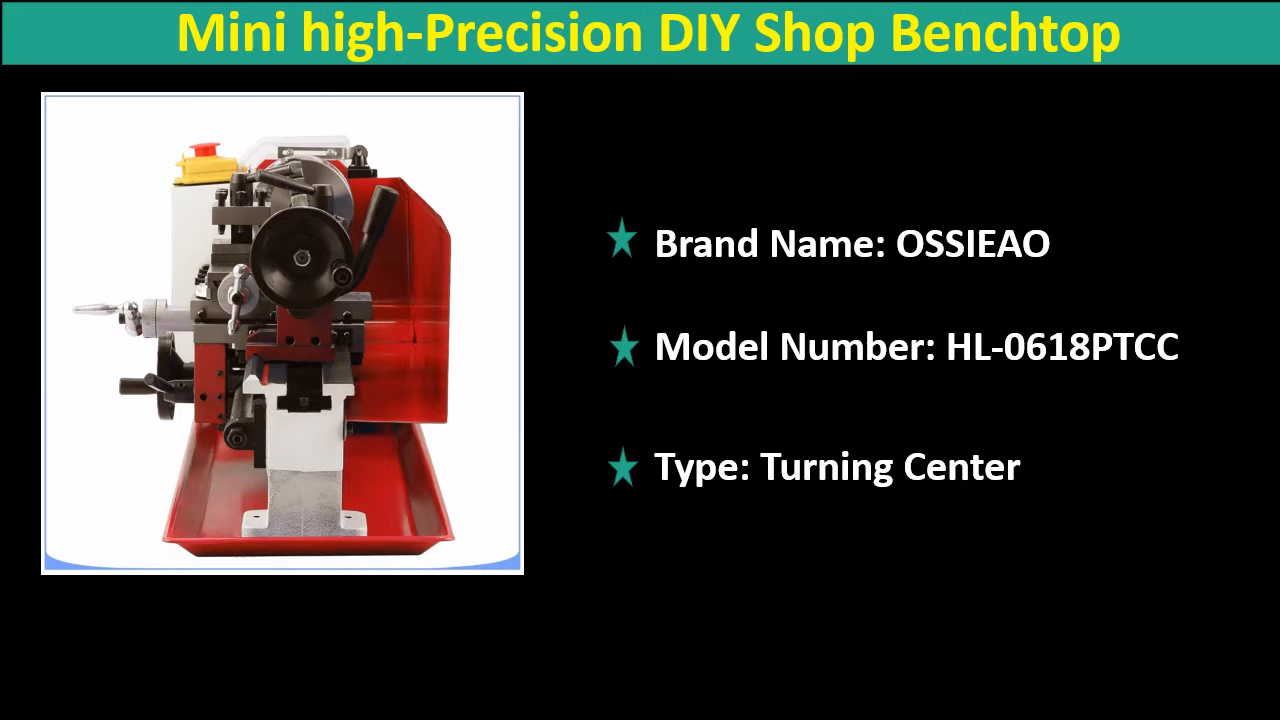 Mini high-Precision DIY Shop Benchtop
Brand Name: OSSIEAO
Model Number: HL-0618PTCC
Type: Turning Center